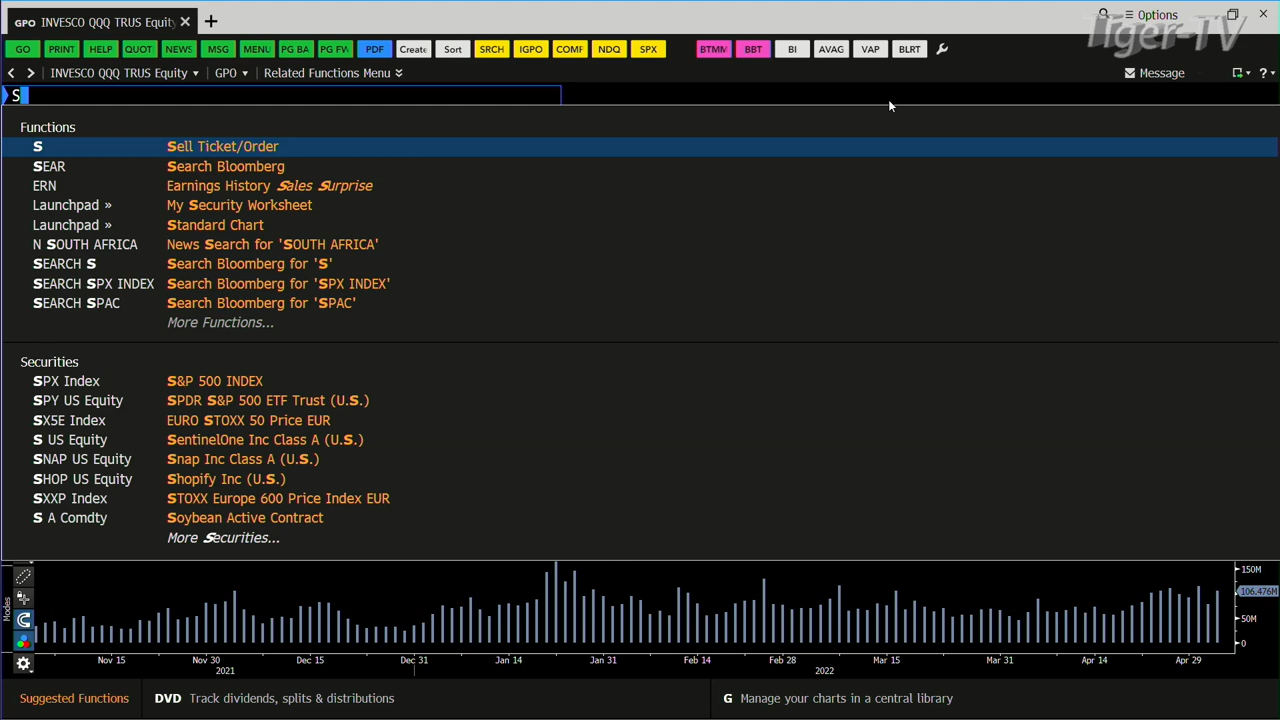 GPO INVESCO QQQ TRUS Equity
Options
Tiger-TV
GO PRINT HELP QUOT NEWS MSG MENU PG BA PG FW PDF Create Sort SRCH IGPO COMF NDQ SPX BTMM BBT BI AVAG VAP BLRT
INVESCO QQQ TRUS Equity GPO Related Functions Menu Message ?
S
Functions
S Sell Ticket/Order
SEAR Search Bloomberg
ERN Earnings History Sales Surprise
Launchpad » My Security Worksheet
Launchpad » Standard Chart
N SOUTH AFRICA News Search for 'SOUTH AFRICA'
SEARCH S Search Bloomberg for 'S'
SEARCH SPX INDEX Search Bloomberg for 'SPX INDEX'
SEARCH SPAC Search Bloomberg for 'SPAC'
More Functions...
Securities
SPX Index S&P 500 INDEX
SPY US Equity SPDR S&P 500 ETF Trust (U.S.)
SX5E Index EURO STOXX 50 Price EUR
S US Equity SentinelOne Inc Class A (U.S.)
SNAP US Equity Snap Inc Class A (U.S.)
SHOP US Equity Shopify Inc (U.S.)
SXXP Index STOXX Europe 600 Price Index EUR
S A Comdty Soybean Active Contract
More Securities...
Modes
150M
106.476M
50M
0
Nov 15 Nov 30 Dec 15 Dec 31 Jan 14 Jan 31 Feb 14 Feb 28 Mar 15 Mar 31 Apr 14 Apr 29
2021 2022
Suggested Functions DVD Track dividends, splits & distributions G Manage your charts in a central library